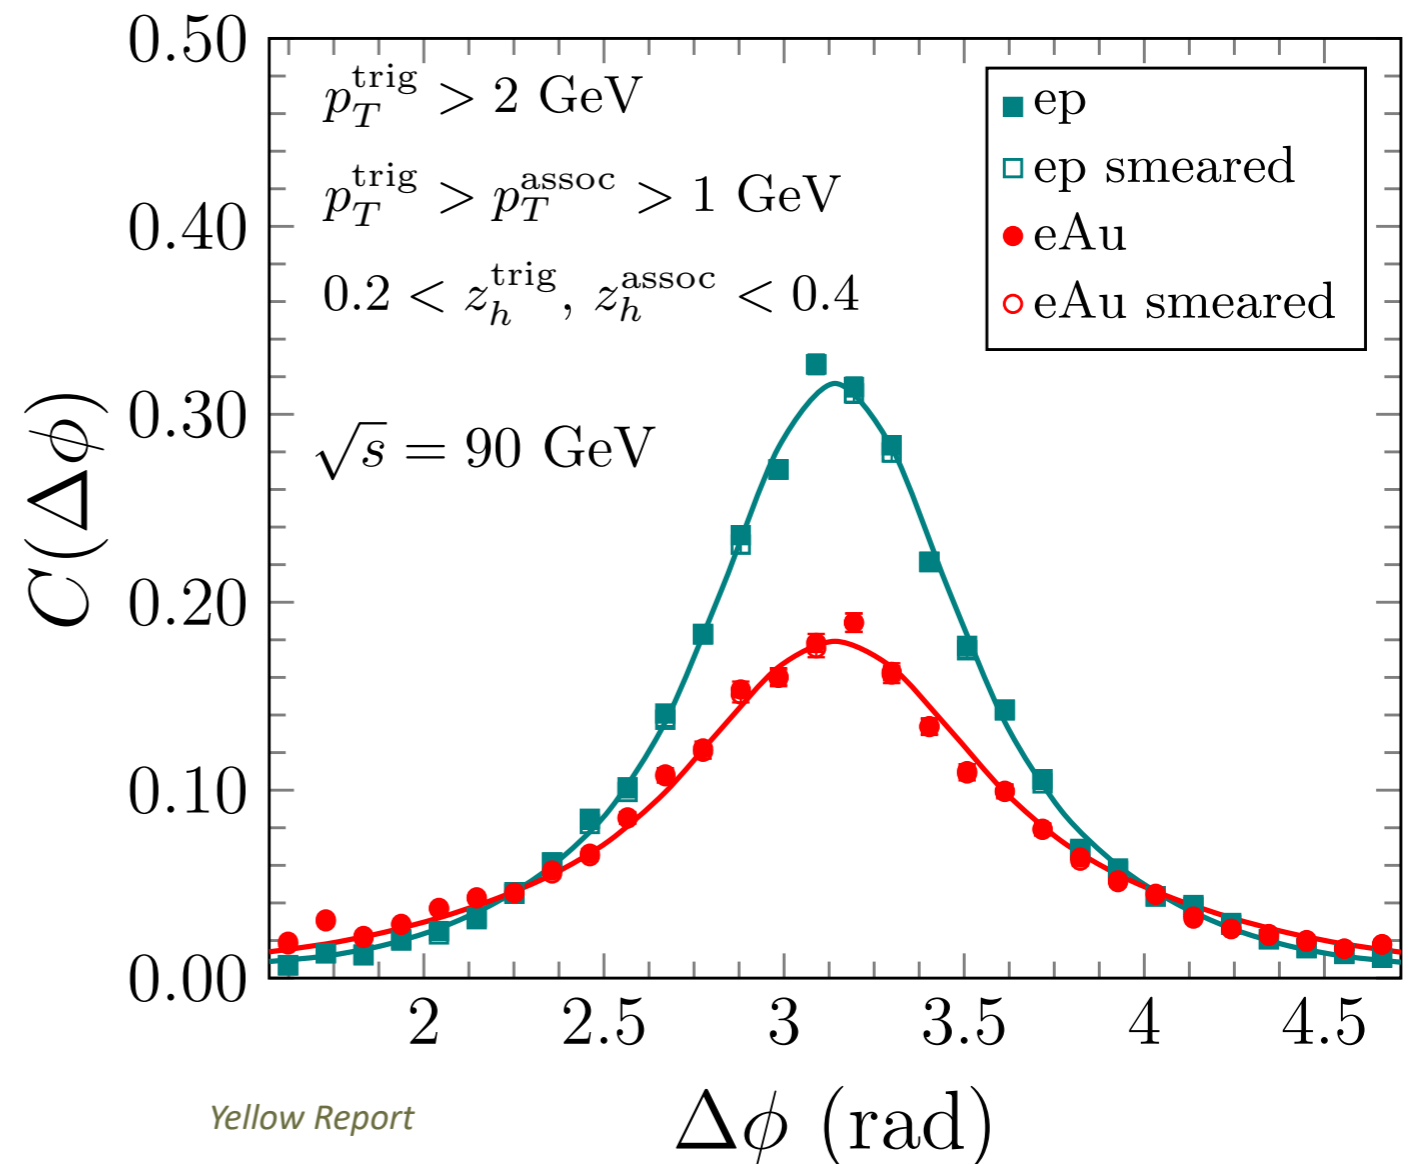 0.50
0.40
0.30
0.20
0.10
0.00
C(Δϕ)
p_T^trig > 2 GeV
p_T^trig > p_T^assoc > 1 GeV
0.2 < z_h^trig, z_h^assoc < 0.4
√s = 90 GeV
ep
ep smeared
eAu
eAu smeared
2 2.5 3 3.5 4 4.5
Δϕ (rad)
Yellow Report